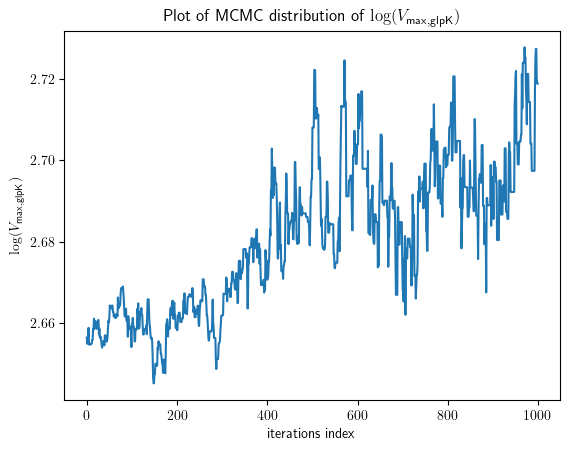 Plot of MCMC distribution of log(V_max,glpK)
log(V_max,glpK)
2.72
2.70
2.68
2.66
0 200 400 600 800 1000
iterations index